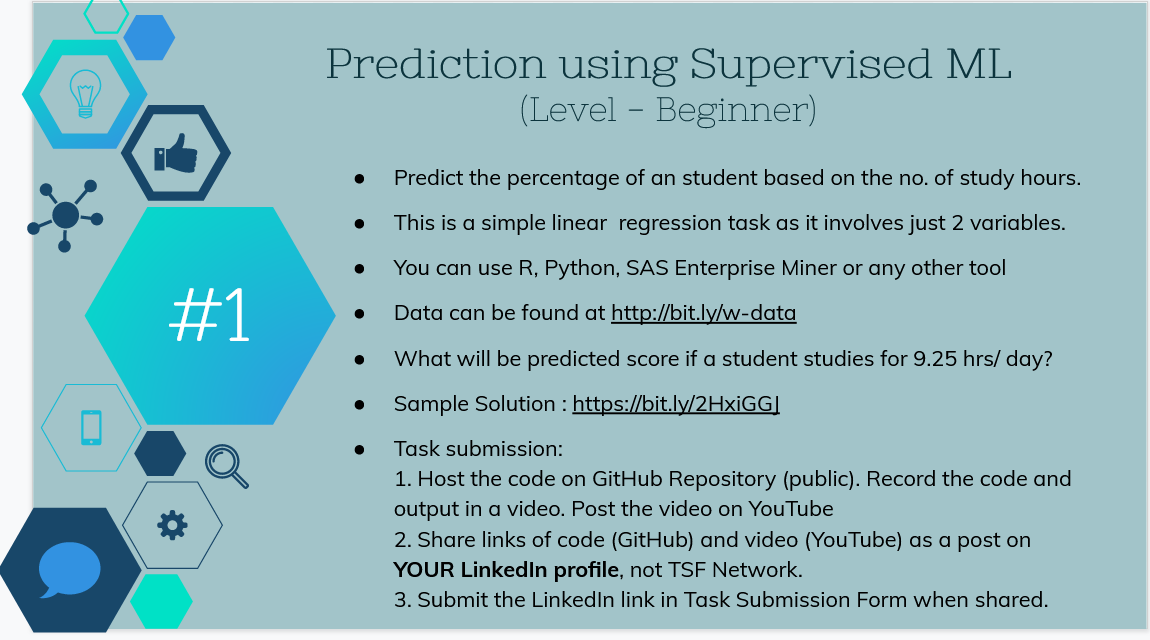 Prediction using Supervised ML
(Level - Beginner)
#1
● Predict the percentage of an student based on the no. of study hours.
● This is a simple linear  regression task as it involves just 2 variables.
● You can use R, Python, SAS Enterprise Miner or any other tool
● Data can be found at http://bit.ly/w-data
● What will be predicted score if a student studies for 9.25 hrs/ day?
● Sample Solution : https://bit.ly/2HxiGGJ
● Task submission:
1. Host the code on GitHub Repository (public). Record the code and
output in a video. Post the video on YouTube
2. Share links of code (GitHub) and video (YouTube) as a post on
YOUR LinkedIn profile, not TSF Network.
3. Submit the LinkedIn link in Task Submission Form when shared.